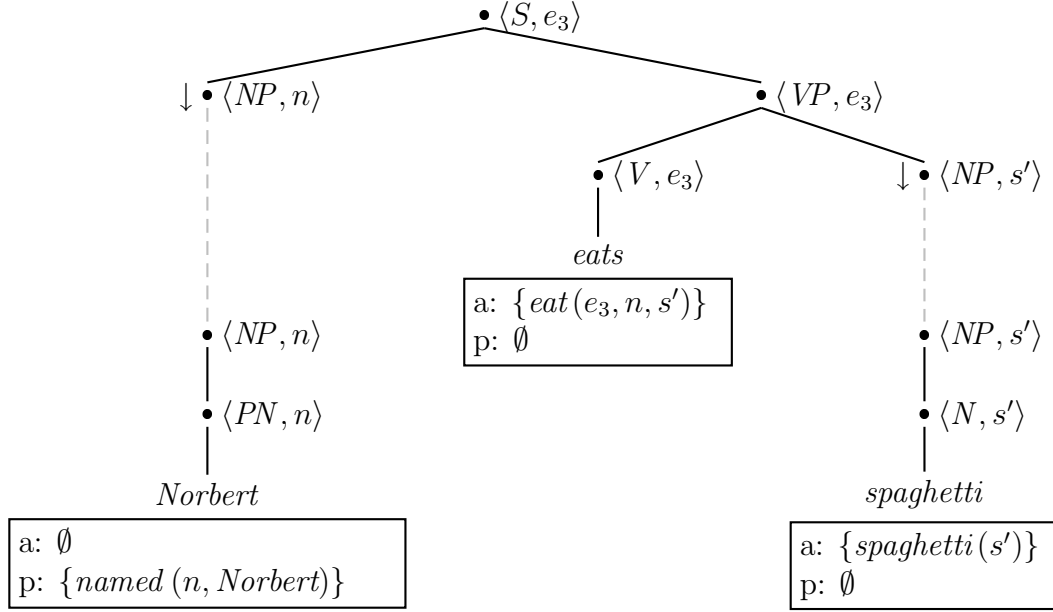 ⟨S, e₃⟩
↓ ⟨NP, n⟩
⟨VP, e₃⟩
⟨V, e₃⟩
↓ ⟨NP, s′⟩
eats
a: {eat(e₃, n, s′)}
p: ∅
⟨NP, n⟩
⟨NP, s′⟩
⟨PN, n⟩
⟨N, s′⟩
Norbert
a: ∅
p: {named (n, Norbert)}
spaghetti
a: {spaghetti(s′)}
p: ∅